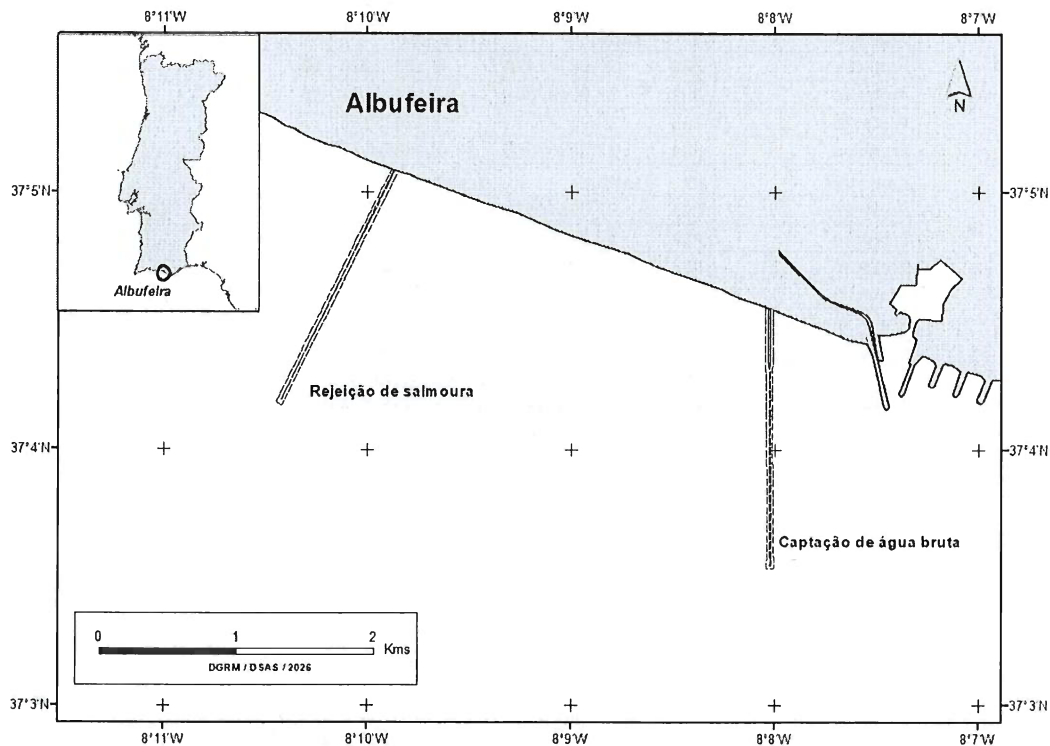 8°11'W 8°10'W 8°9'W 8°8'W 8°7'W
Albufeira
N
37°5'N 37°5'N
Albufeira
Rejeição de salmoura
37°4'N 37°4'N
Captação de água bruta
0 1 2 Kms
DGRM / DSAS / 2026
37°3'N 37°3'N
8°11'W 8°10'W 8°9'W 8°8'W 8°7'W